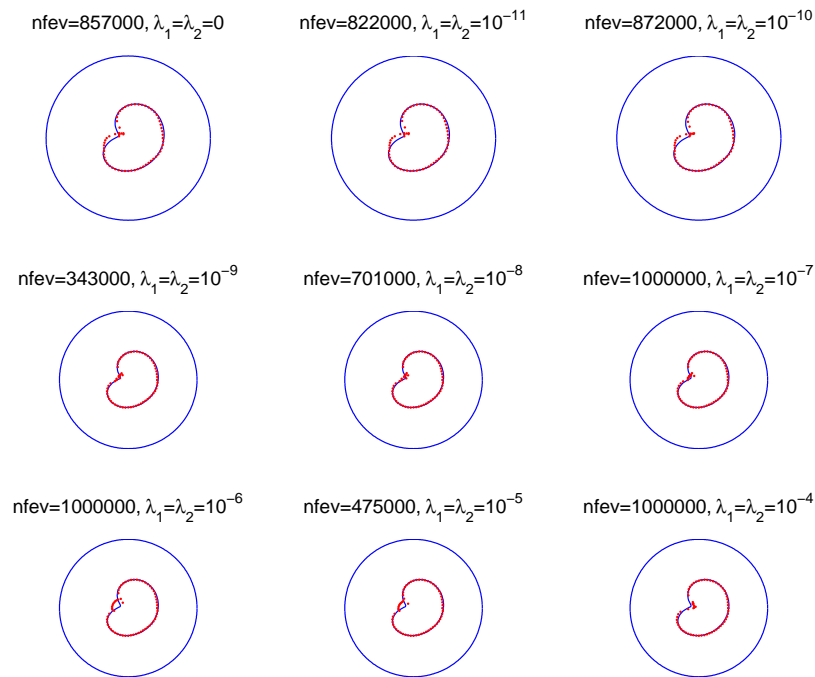 nfev=857000, λ₁=λ₂=0
nfev=822000, λ₁=λ₂=10⁻¹¹
nfev=872000, λ₁=λ₂=10⁻¹⁰
nfev=343000, λ₁=λ₂=10⁻⁹
nfev=701000, λ₁=λ₂=10⁻⁸
nfev=1000000, λ₁=λ₂=10⁻⁷
nfev=1000000, λ₁=λ₂=10⁻⁶
nfev=475000, λ₁=λ₂=10⁻⁵
nfev=1000000, λ₁=λ₂=10⁻⁴